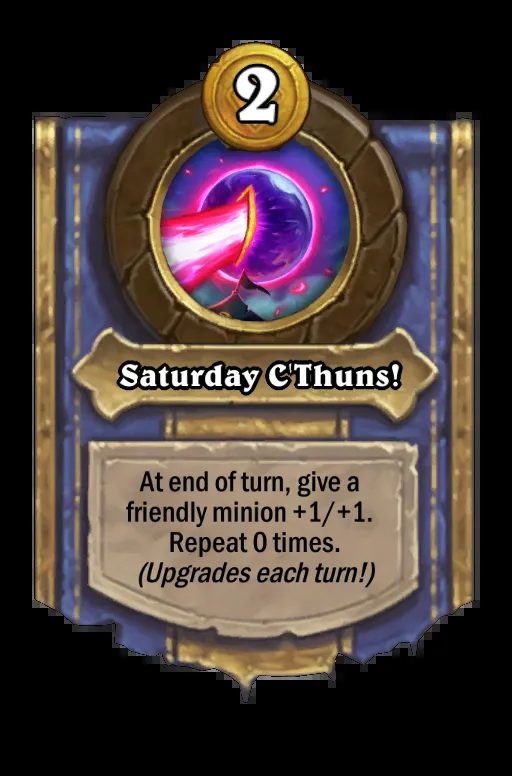 2
Saturday C'Thuns!
At end of turn, give a
friendly minion +1/+1.
Repeat 0 times.
(Upgrades each turn!)